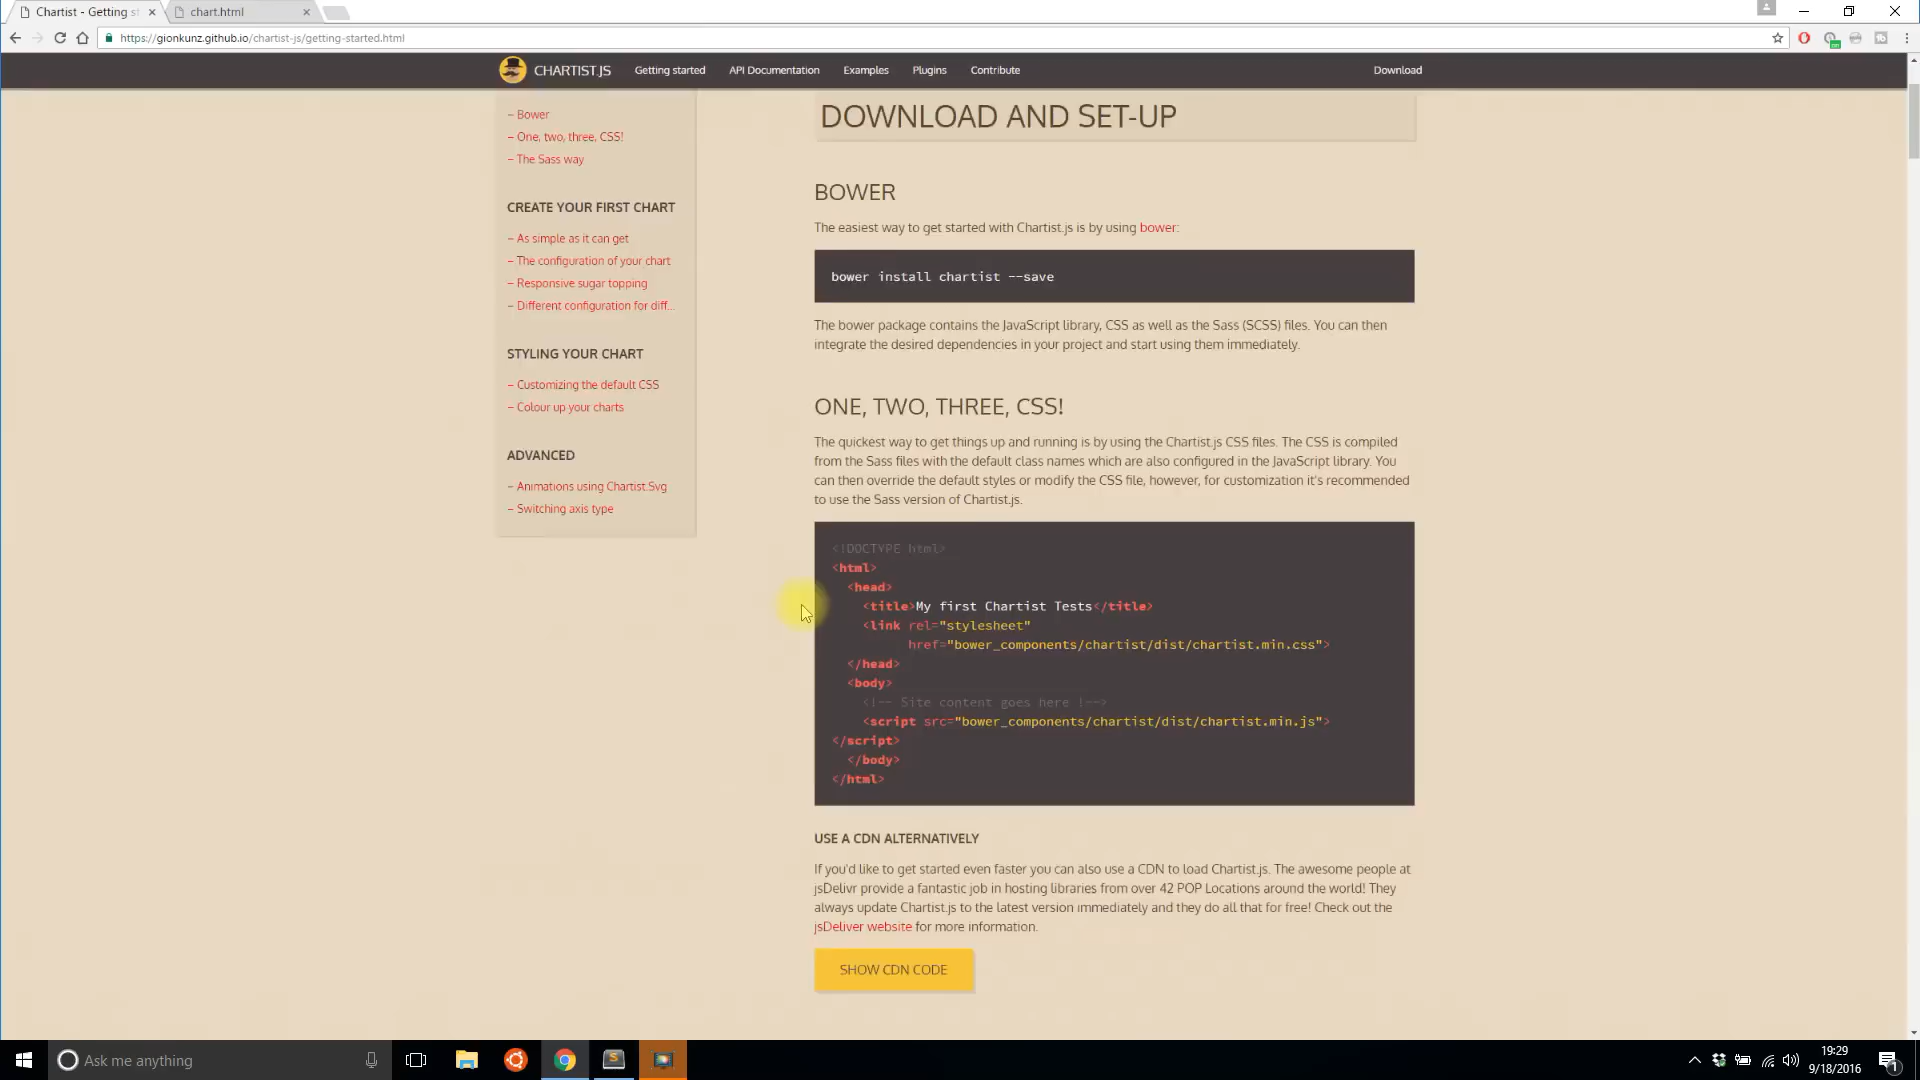 Chartist - Getting s
chart.html
https://gionkunz.github.io/chartist-js/getting-started.html
CHARTIST.JS
Getting started
API Documentation
Examples
Plugins
Contribute
Download
– Bower
– One, two, three, CSS!
– The Sass way
CREATE YOUR FIRST CHART
– As simple as it can get
– The configuration of your chart
– Responsive sugar topping
– Different configuration for diff...
STYLING YOUR CHART
– Customizing the default CSS
– Colour up your charts
ADVANCED
– Animations using Chartist.Svg
– Switching axis type
DOWNLOAD AND SET-UP
BOWER
The easiest way to get started with Chartist.js is by using bower:
bower install chartist --save
The bower package contains the JavaScript library, CSS as well as the Sass (SCSS) files. You can then
integrate the desired dependencies in your project and start using them immediately.
ONE, TWO, THREE, CSS!
The quickest way to get things up and running is by using the Chartist.js CSS files. The CSS is compiled
from the Sass files with the default class names which are also configured in the JavaScript library. You
can then override the default styles or modify the CSS file, however, for customization it's recommended
to use the Sass version of Chartist.js.
<!DOCTYPE html>
<html>
<head>
<title>My first Chartist Tests</title>
<link rel="stylesheet"
href="bower_components/chartist/dist/chartist.min.css">
</head>
<body>
<!-- Site content goes here !-->
<script src="bower_components/chartist/dist/chartist.min.js">
</script>
</body>
</html>
USE A CDN ALTERNATIVELY
If you'd like to get started even faster you can also use a CDN to load Chartist.js. The awesome people at
jsDelivr provide a fantastic job in hosting libraries from over 42 POP Locations around the world! They
always update Chartist.js to the latest version immediately and they do all that for free! Check out the
jsDeliver website for more information.
SHOW CDN CODE
Ask me anything
19:29
9/18/2016
1